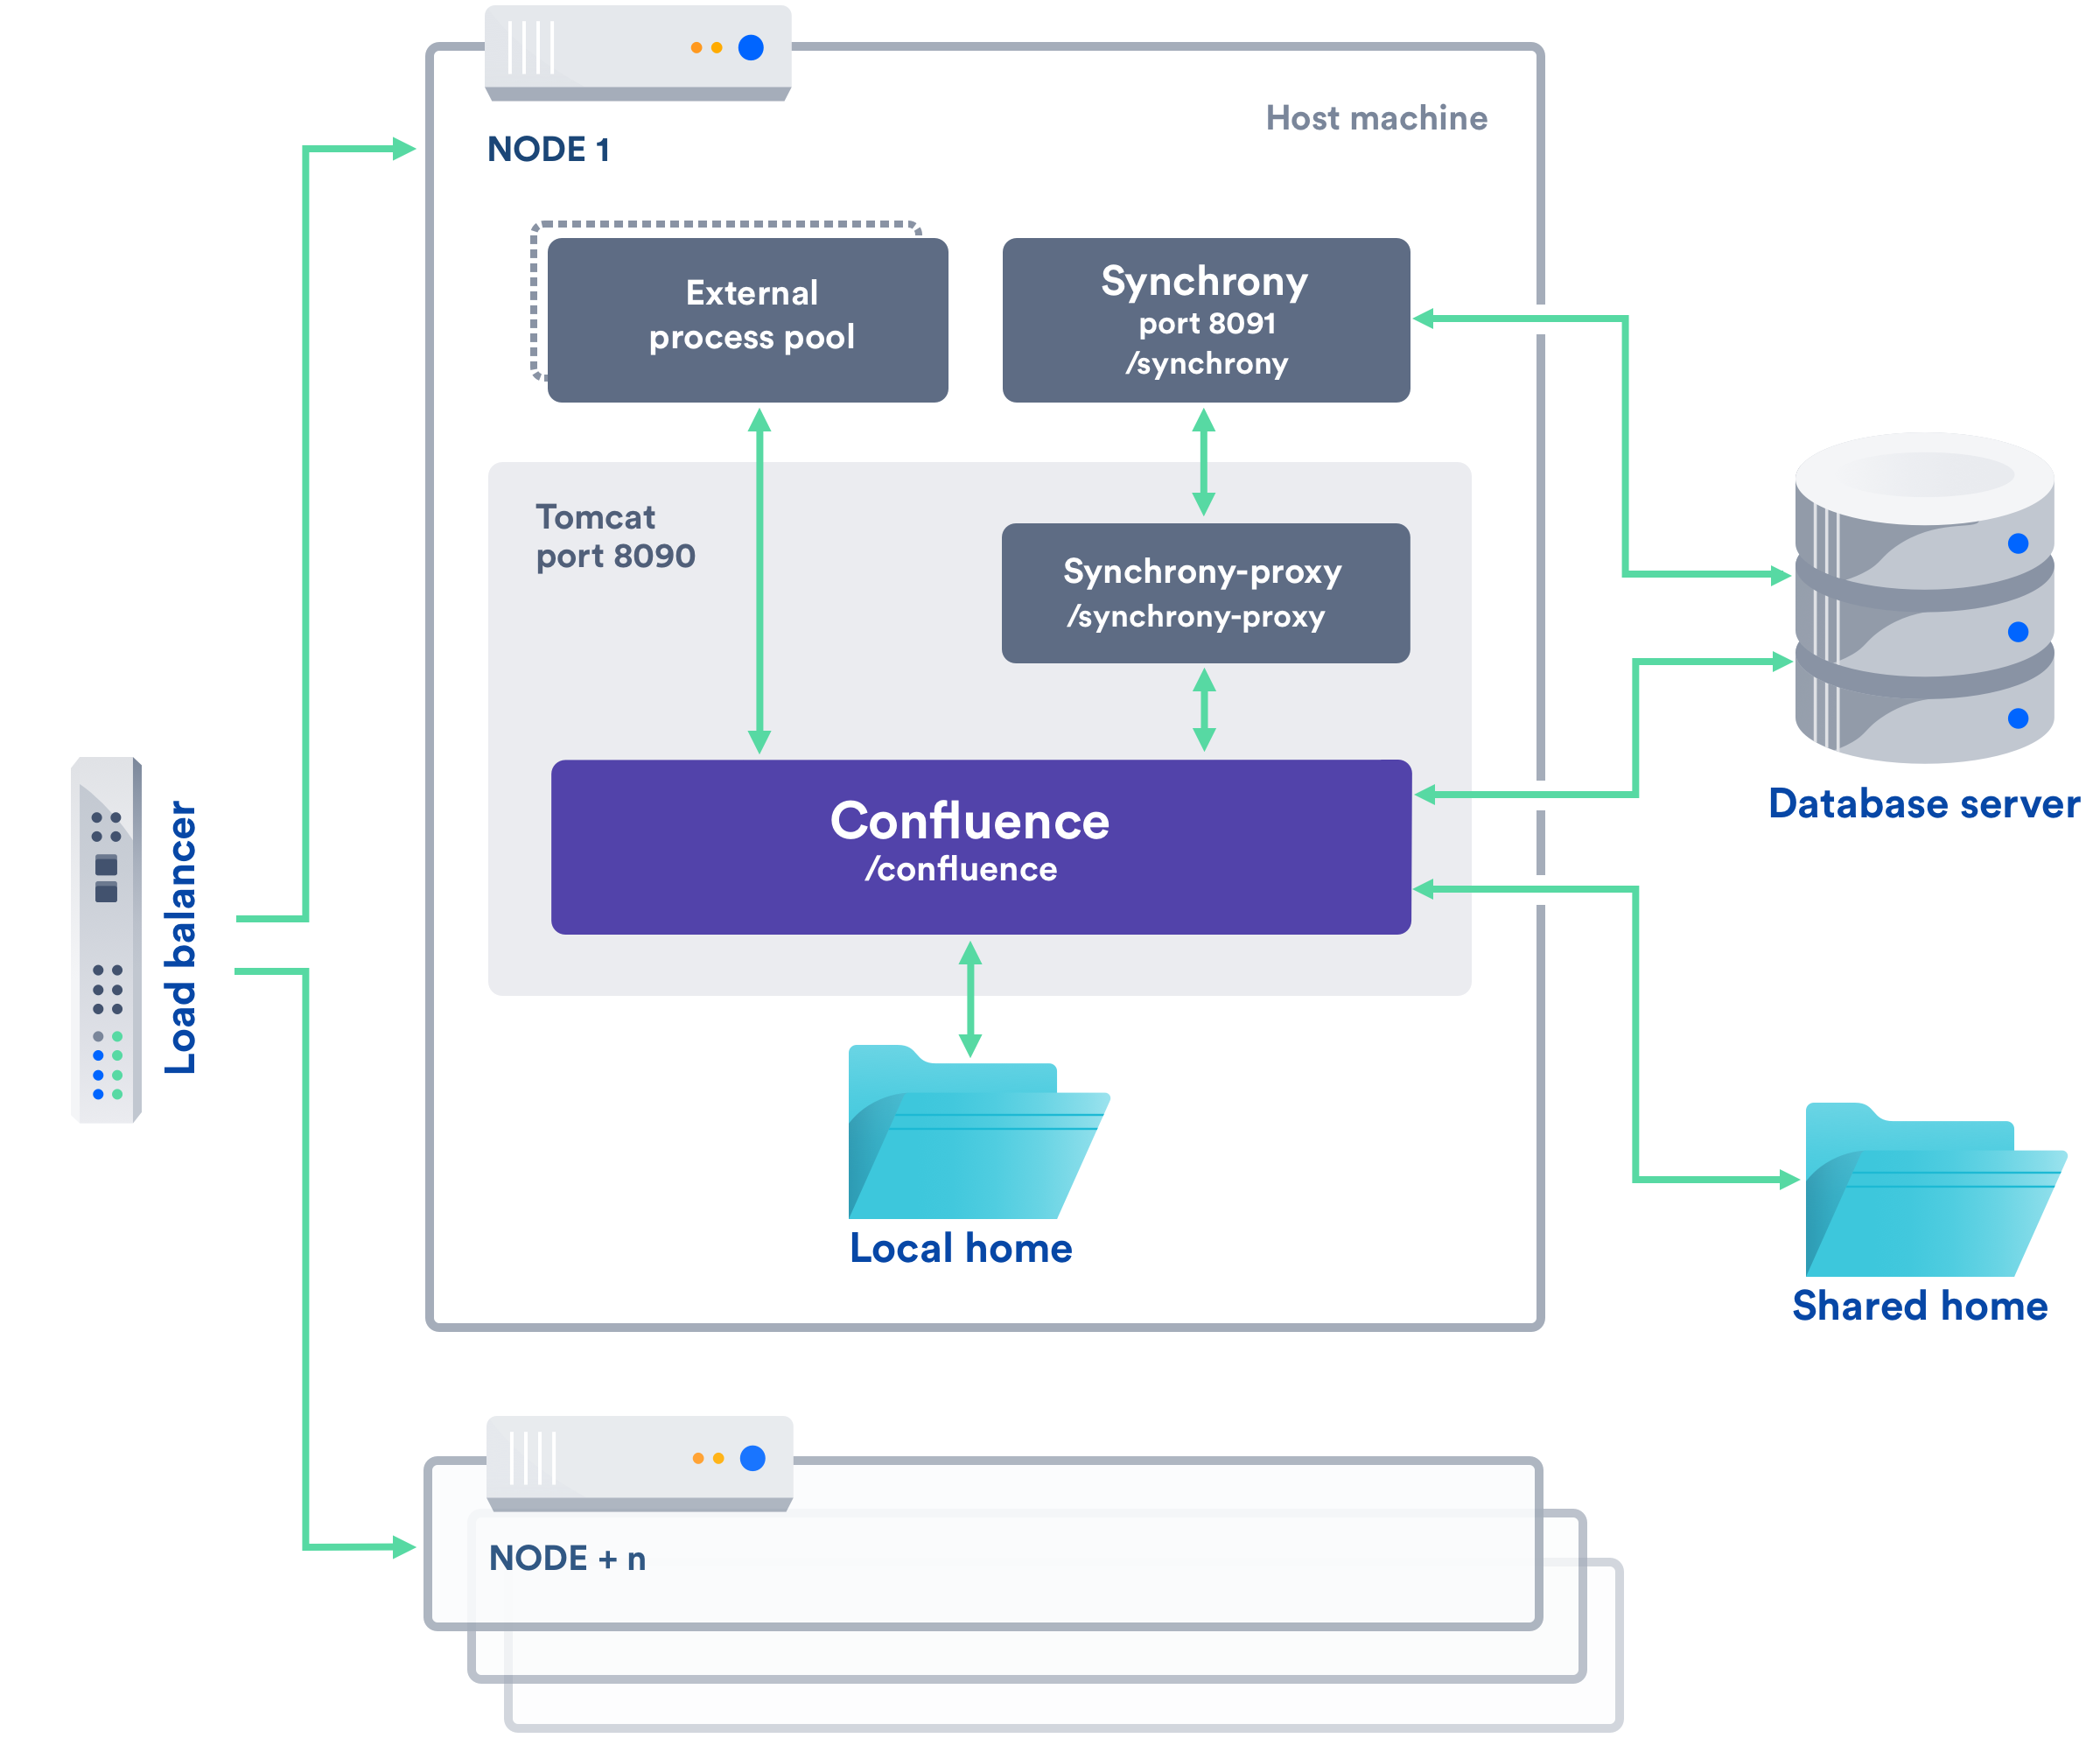 NODE 1
Host machine
External
process pool
Synchrony
port 8091
/synchrony
Tomcat
port 8090
Synchrony-proxy
/synchrony-proxy
Confluence
/confluence
Load balancer
Database server
Local home
Shared home
NODE + n